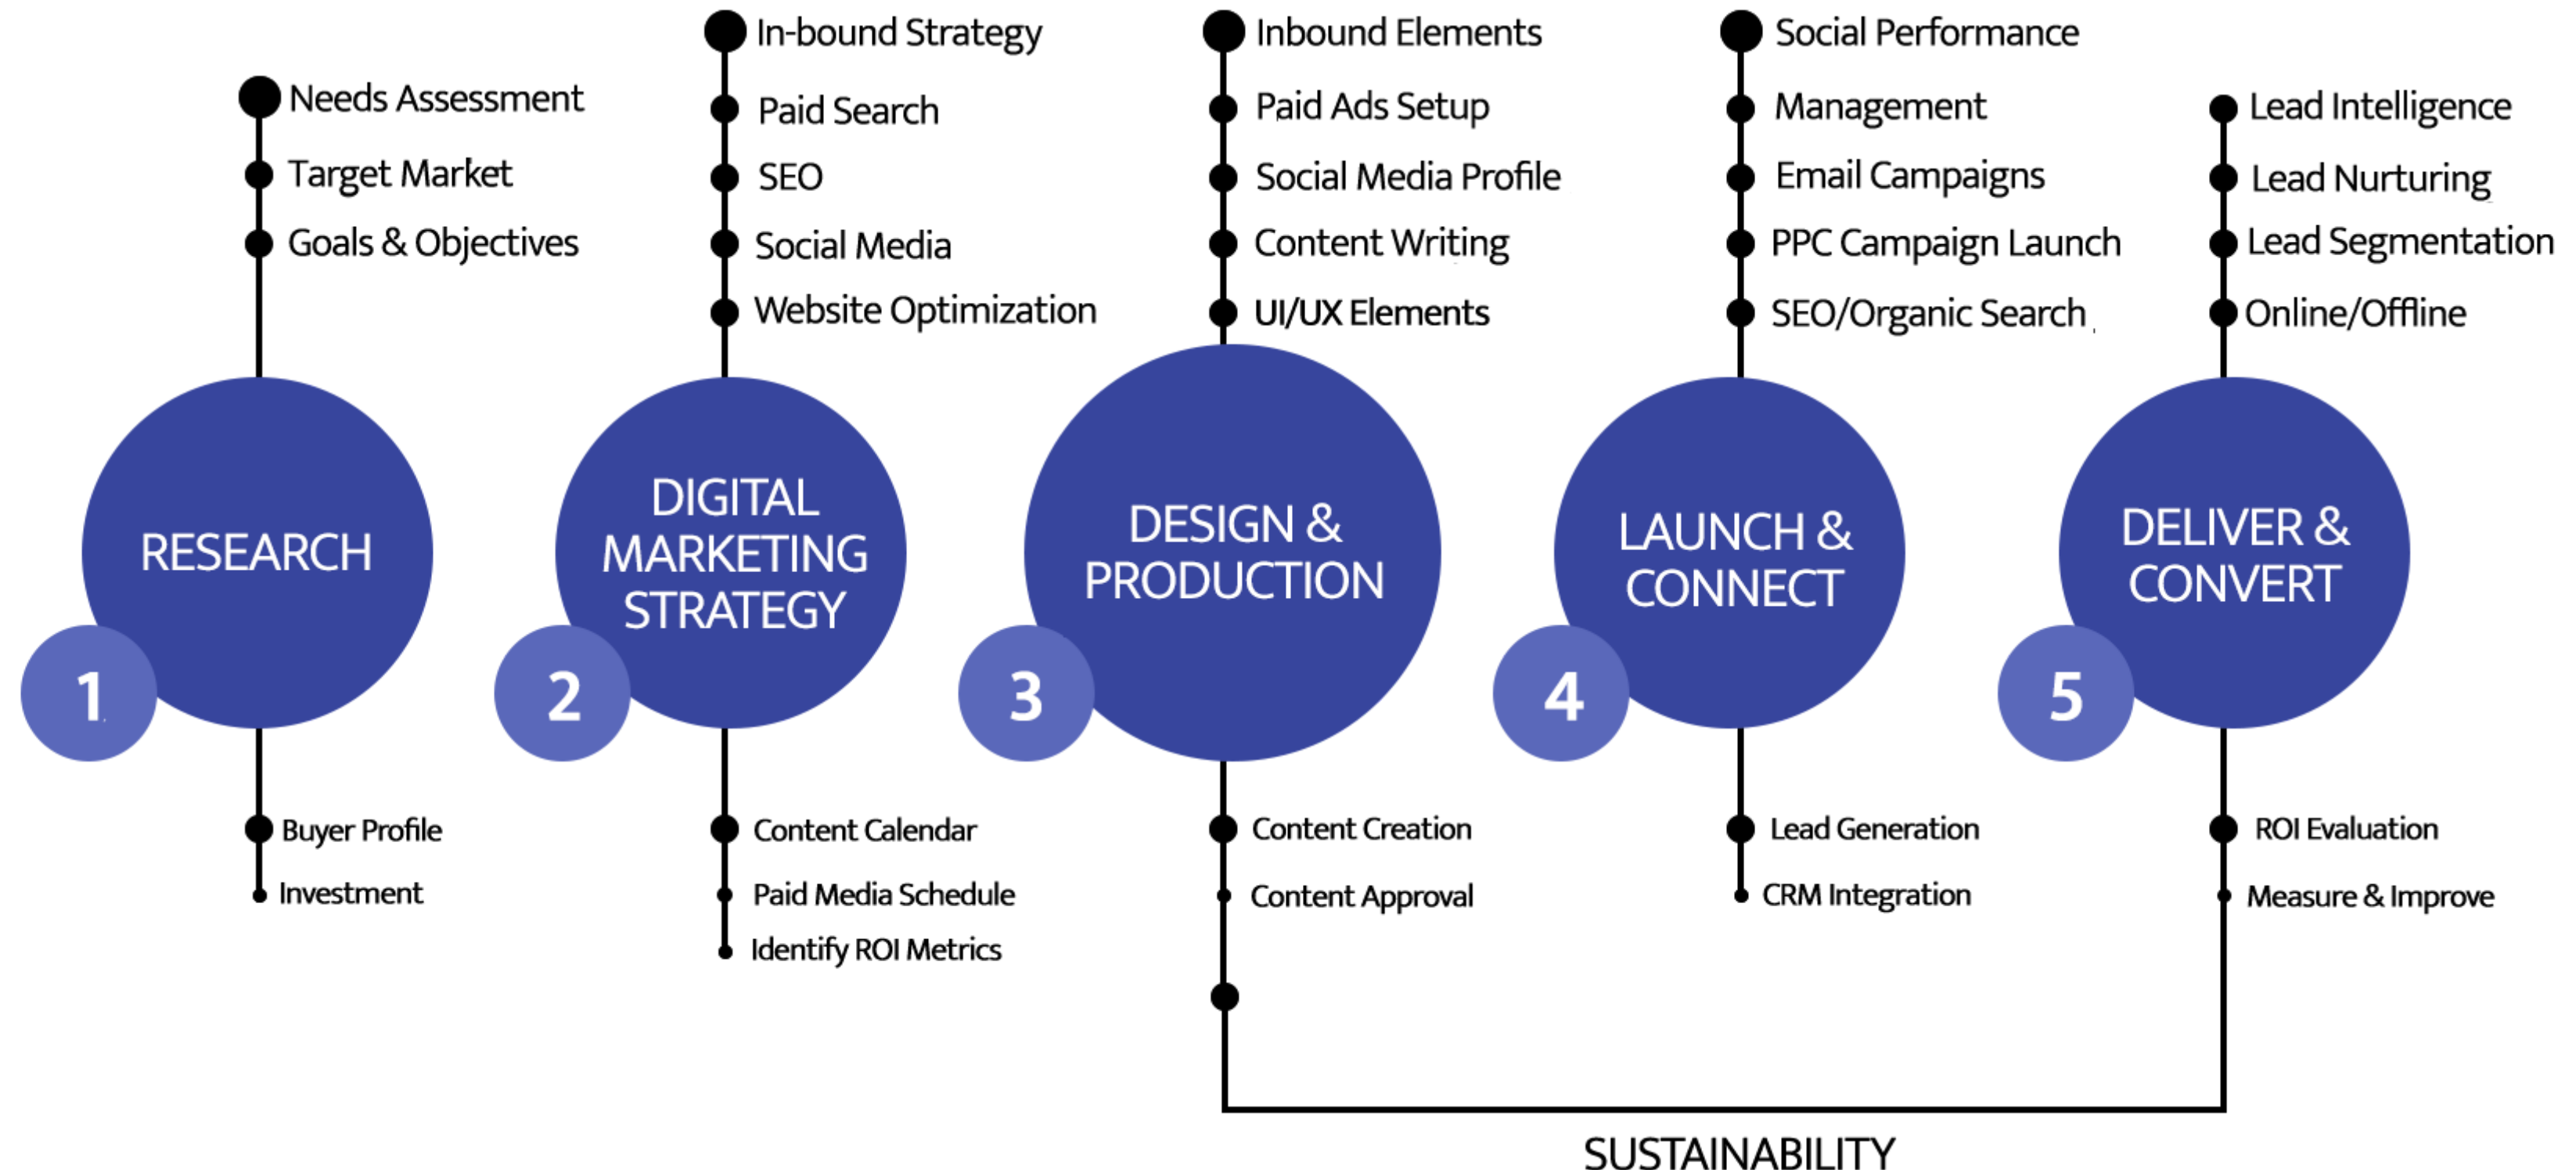 Needs Assessment
Target Market
Goals & Objectives
RESEARCH
1
Buyer Profile
Investment
In-bound Strategy
Paid Search
SEO
Social Media
Website Optimization
DIGITAL
MARKETING
STRATEGY
2
Content Calendar
Paid Media Schedule
Identify ROI Metrics
Inbound Elements
Paid Ads Setup
Social Media Profile
Content Writing
UI/UX Elements
DESIGN &
PRODUCTION
3
Content Creation
Content Approval
Social Performance
Management
Email Campaigns
PPC Campaign Launch
SEO/Organic Search
LAUNCH &
CONNECT
4
Lead Generation
CRM Integration
Lead Intelligence
Lead Nurturing
Lead Segmentation
Online/Offline
DELIVER &
CONVERT
5
ROI Evaluation
Measure & Improve
SUSTAINABILITY